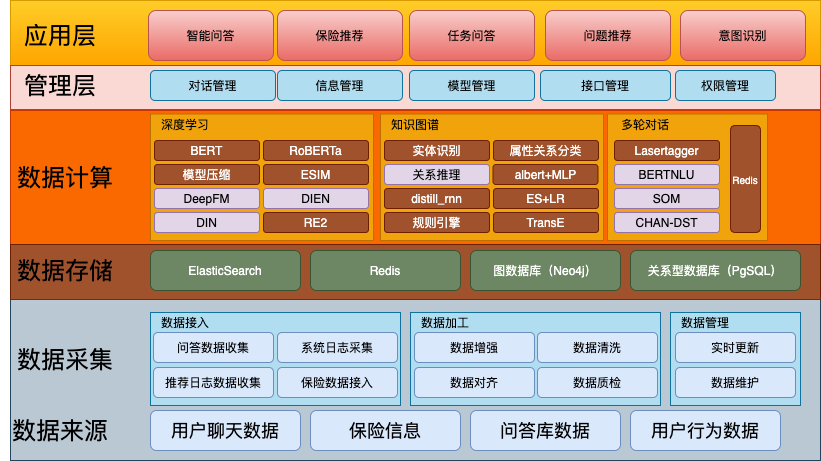 应用层
智能问答
保险推荐
任务问答
问题推荐
意图识别
管理层
对话管理
信息管理
模型管理
接口管理
权限管理
数据计算
深度学习
BERT
RoBERTa
模型压缩
ESIM
DeepFM
DIEN
DIN
RE2
知识图谱
实体识别
属性关系分类
关系推理
albert+MLP
distill_rnn
ES+LR
规则引擎
TransE
多轮对话
Lasertagger
BERTNLU
SOM
CHAN-DST
Redis
数据存储
ElasticSearch
Redis
图数据库（Neo4j）
关系型数据库（PgSQL）
数据采集
数据接入
问答数据收集
系统日志采集
推荐日志数据收集
保险数据接入
数据加工
数据增强
数据清洗
数据对齐
数据质检
数据管理
实时更新
数据维护
数据来源
用户聊天数据
保险信息
问答库数据
用户行为数据